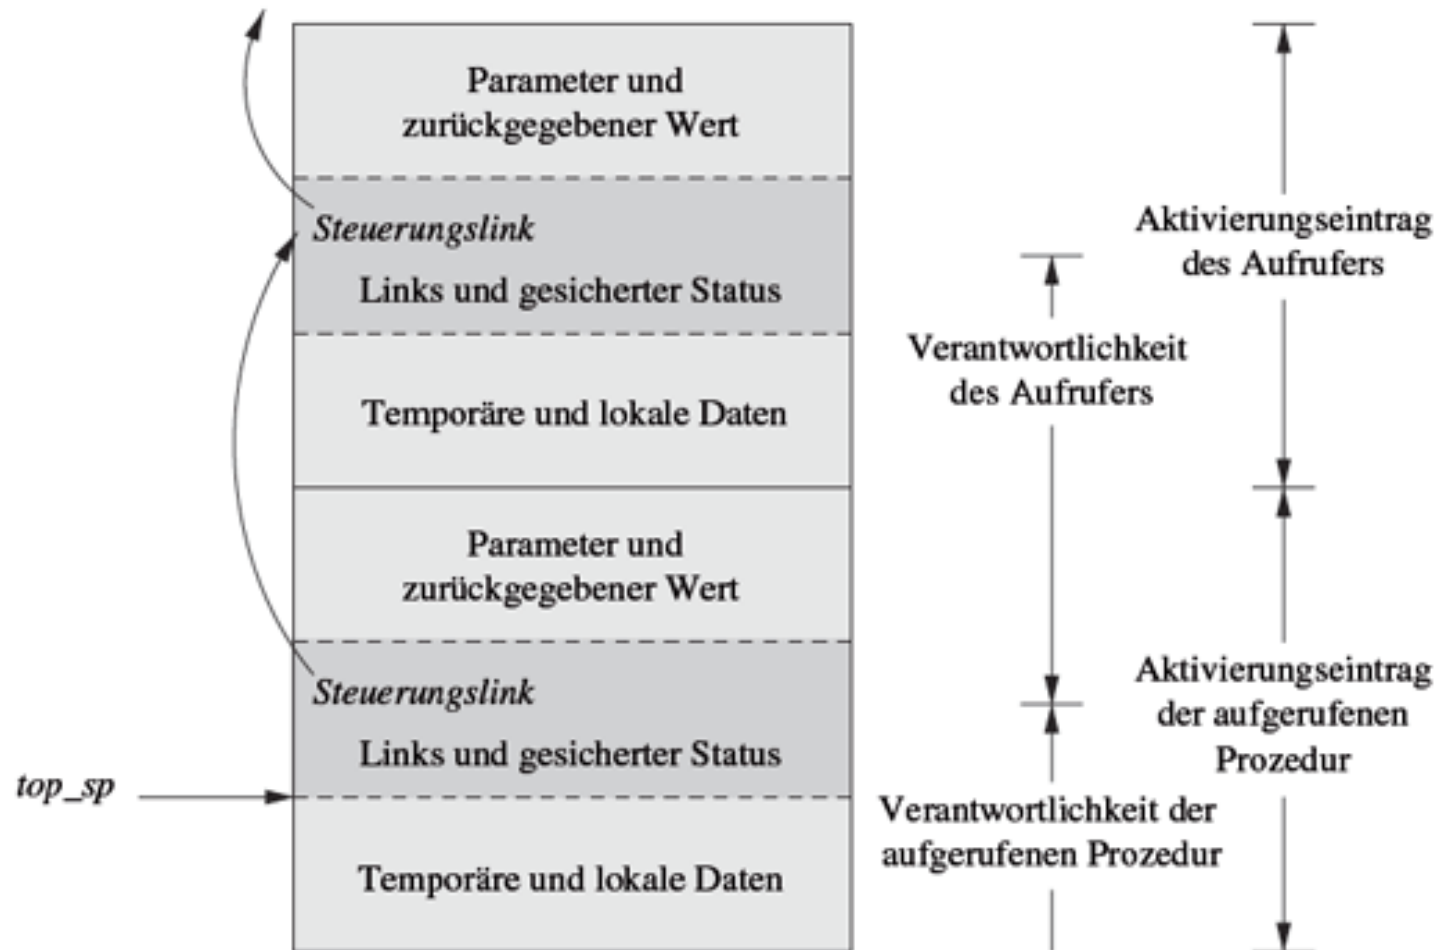 Parameter und
zurückgegebener Wert
Steuerungslink
Links und gesicherter Status
Temporäre und lokale Daten
Parameter und
zurückgegebener Wert
Steuerungslink
Links und gesicherter Status
Temporäre und lokale Daten
top_sp
Verantwortlichkeit
des Aufrufers
Verantwortlichkeit der
aufgerufenen Prozedur
Aktivierungseintrag
des Aufrufers
Aktivierungseintrag
der aufgerufenen
Prozedur